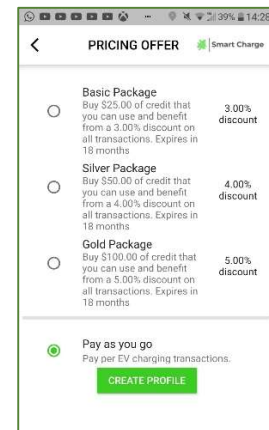 39% 14:28
PRICING OFFER Smart Charge
Basic Package
Buy $25.00 of credit that
you can use and benefit
from a 3.00% discount on
all transactions. Expires in
18 months
3.00%
discount
Silver Package
Buy $50.00 of credit that
you can use and benefit
from a 4.00% discount on
all transactions. Expires in
18 months
4.00%
discount
Gold Package
Buy $100.00 of credit that
you can use and benefit
from a 5.00% discount on
all transactions. Expires in
18 months
5.00%
discount
Pay as you go
Pay per EV charging transactions.
CREATE PROFILE